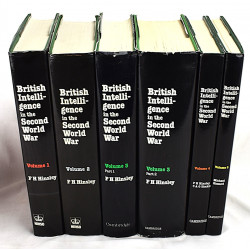 British
Intelli-
gence
in the
Second
World
War
Volume 1
F H Hinsley
HMSO
British
Intelli-
gence
in the
Second
World
War
Volume 2
F H Hinsley
British
Intelli-
gence
in the
Second
World
War
Volume 3
Part 1
F H Hinsley
CAMBRIDGE
British
Intelli-
gence
in the
Second
World
War
Volume 3
Part 2
F H Hinsley
CAMBRIDGE
British
Intelli-
gence
in the
Second
World
War
Volume 4
British
Intelli-
gence
in the
Second
World
War